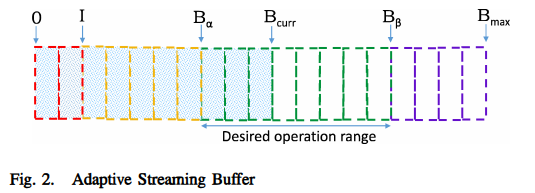 0 I Bα Bcurr Bβ Bmax
Desired operation range
Fig. 2. Adaptive Streaming Buffer